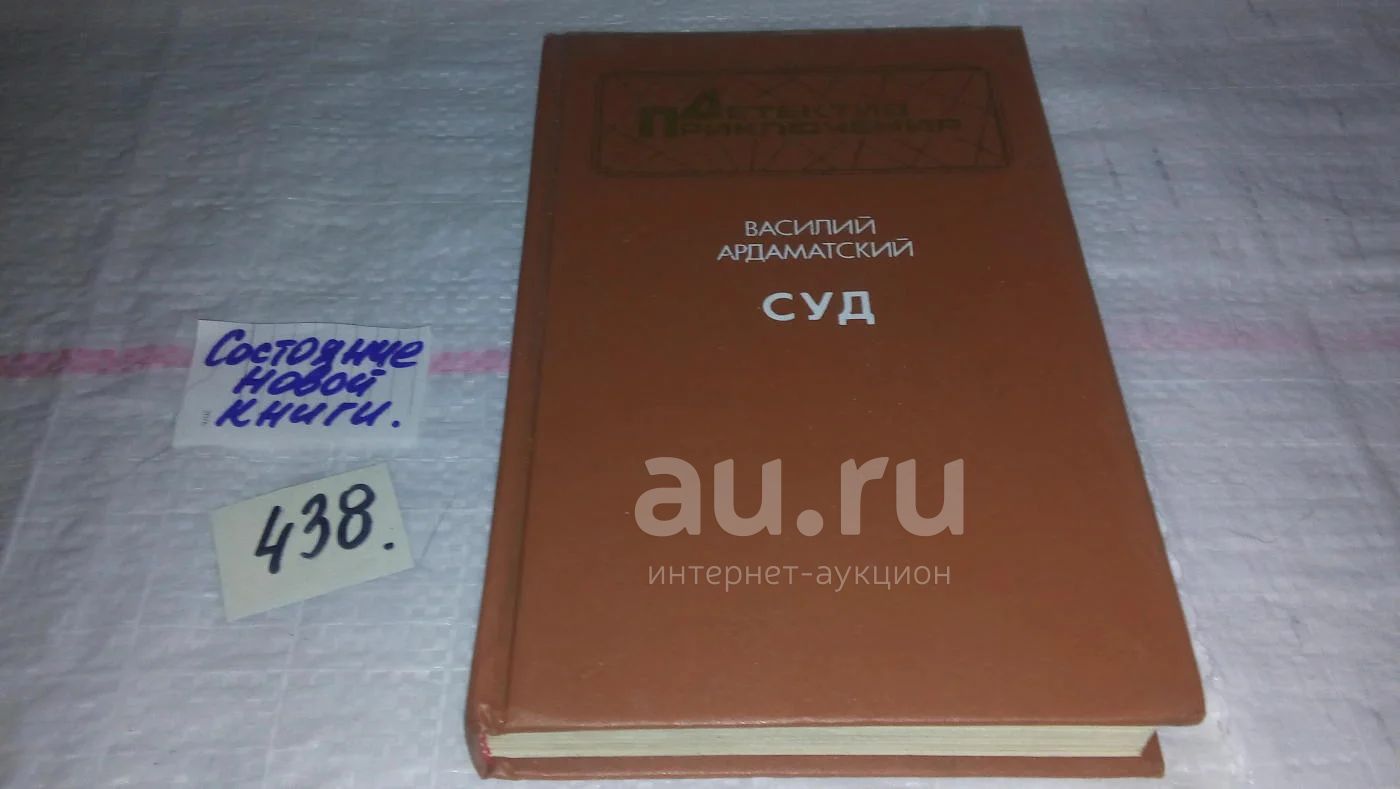 ДЕТЕКТИВ
ПРИКЛЮЧЕНИЯ
ВАСИЛИЙ
АРДАМАТСКИЙ
СУД
Состояние
новой
книги.
438.
au.ru
интернет-аукцион